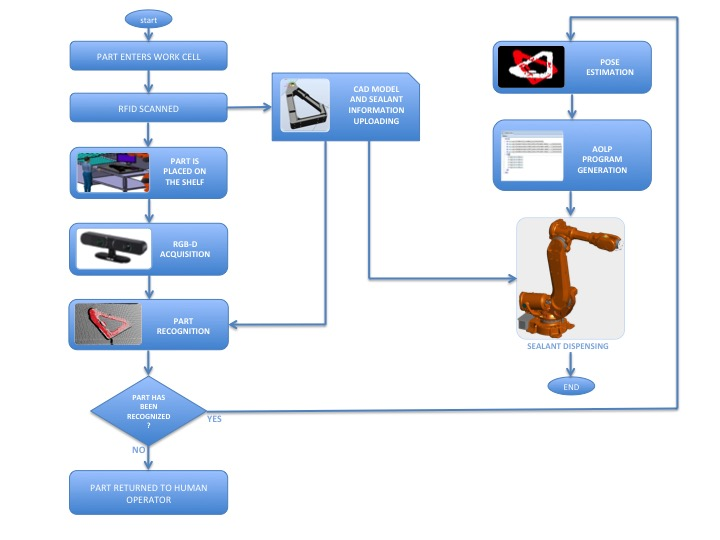 start
PART ENTERS WORK CELL
RFID SCANNED
PART IS
PLACED ON
THE SHELF
RGB-D
ACQUISITION
PART
RECOGNITION
PART HAS
BEEN
RECOGNIZED
?
YES
NO
PART RETURNED TO HUMAN
OPERATOR
CAD MODEL
AND SEALANT
INFORMATION
UPLOADING
POSE
ESTIMATION
AOLP
PROGRAM
GENERATION
SEALANT DISPENSING
END